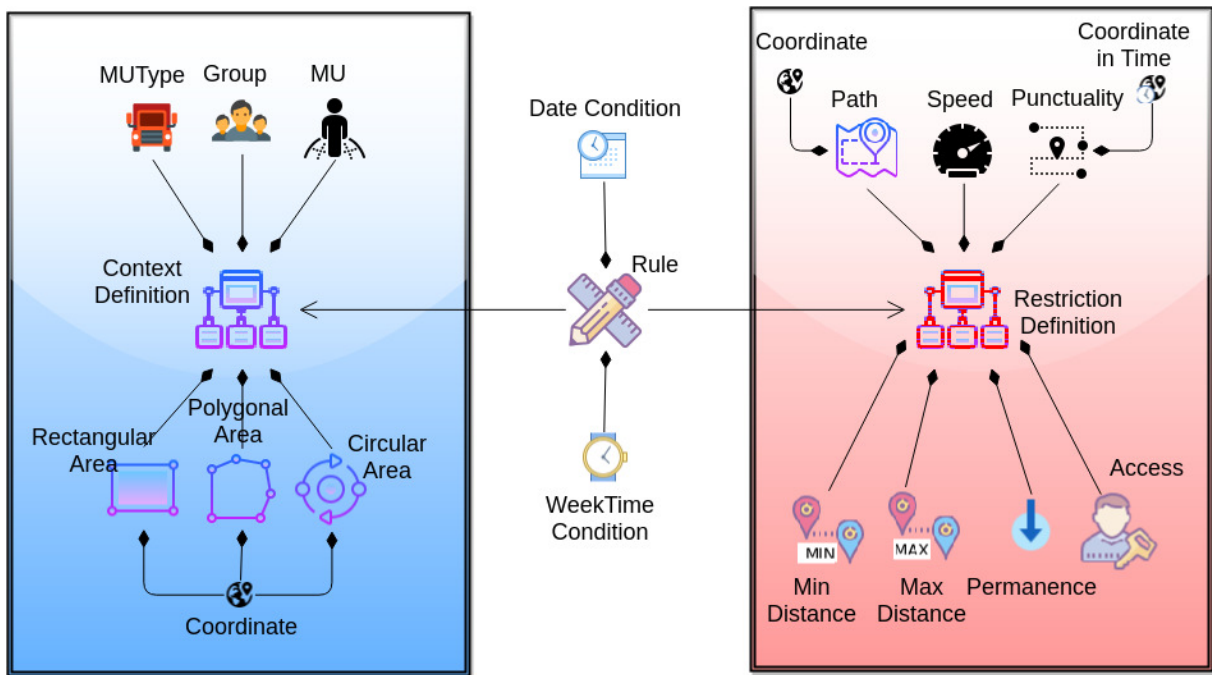 MUType
Group
MU
Context
Definition
Rectangular
Area
Polygonal
Area
Circular
Area
Coordinate
Date Condition
Rule
WeekTime
Condition
Coordinate
Coordinate
in Time
Path
Speed
Punctuality
Restriction
Definition
Access
MIN
MAX
Min
Distance
Max
Distance
Permanence